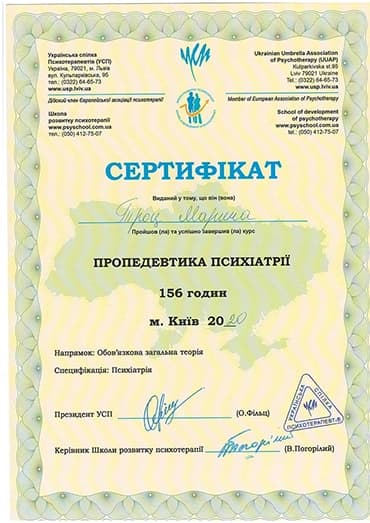 Українська спілка
Психотерапевтів (УСП)
Україна, 79021, м. Львів
вул. Кульпарківська, 95
тел.: (0322) 64-65-73
www.usp.lviv.ua
Дійсний член Європейської асоціації психотерапії
Школа
розвитку психотерапії
www.psyschool.com.ua
тел.: (050) 412-75-07
УСП
Ukrainian Umbrella Association
of Psychotherapy (UUAP)
Kulparkivska st.95
Lviv 79021 Ukraine
Tel.: (0322) 64-65-73
www.usp.lviv.ua
Member of European Association of Psychotherapy
School of development
of psychotherapy
www.psyschool.com.ua
tel.: (050) 412-75-07
СЕРТИФІКАТ
Виданий у тому, що він (вона)
Троц Марина
Пройшов (ла) та успішно завершив (ла) курс
ПРОПЕДЕВТИКА ПСИХІАТРІЇ
156 годин
м. Київ 2020
Напрямок: Обов'язкова загальна теорія
Специфікація: Психіатрія
Президент УСП (О.Фільц)
УКРАЇНСЬКА СПІЛКА ПСИХОТЕРАПЕВТІВ
Керівник Школи розвитку психотерапії (В.Погорілий)